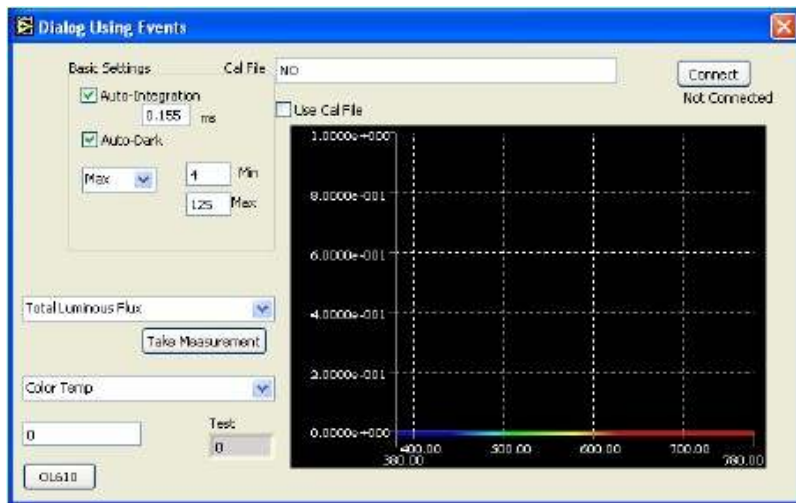 Dialog Using Events
Basic Settings
Cal File
NO
Connect
Not Connected
Auto-Integration
0.155 ms
Use Cal File
Auto-Dark
Max
4 Min
125 Max
1.0000e+000
8.0000e-001
6.0000e-001
4.0000e-001
2.0000e-001
0.0000e+000
380.00
400.00
500.00
600.00
700.00
780.00
Total Luminous Flux
Take Measurement
Color Temp
0
Test
0
OL610